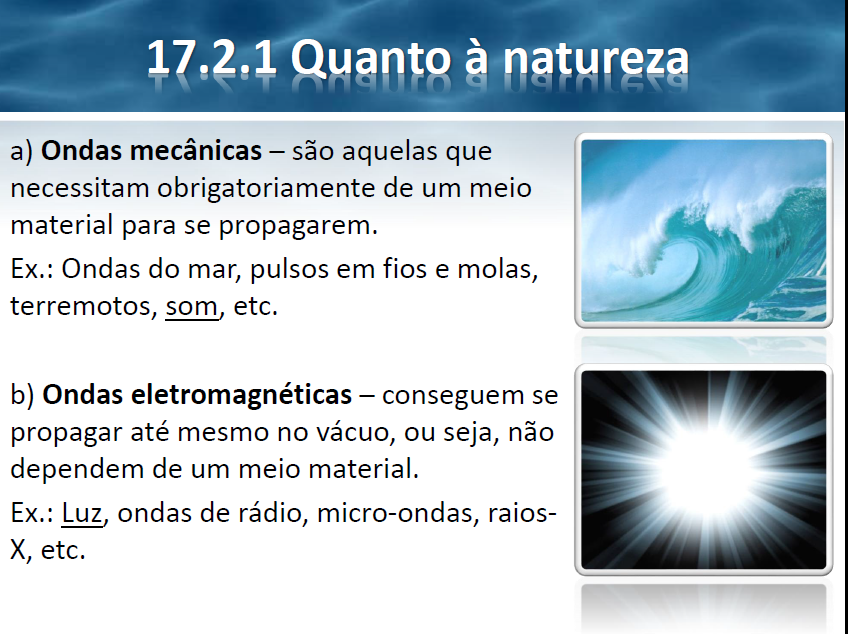 17.2.1 Quanto à natureza
a) Ondas mecânicas – são aquelas que
necessitam obrigatoriamente de um meio
material para se propagarem.
Ex.: Ondas do mar, pulsos em fios e molas,
terremotos, som, etc.
b) Ondas eletromagnéticas – conseguem se
propagar até mesmo no vácuo, ou seja, não
dependem de um meio material.
Ex.: Luz, ondas de rádio, micro-ondas, raios-
X, etc.